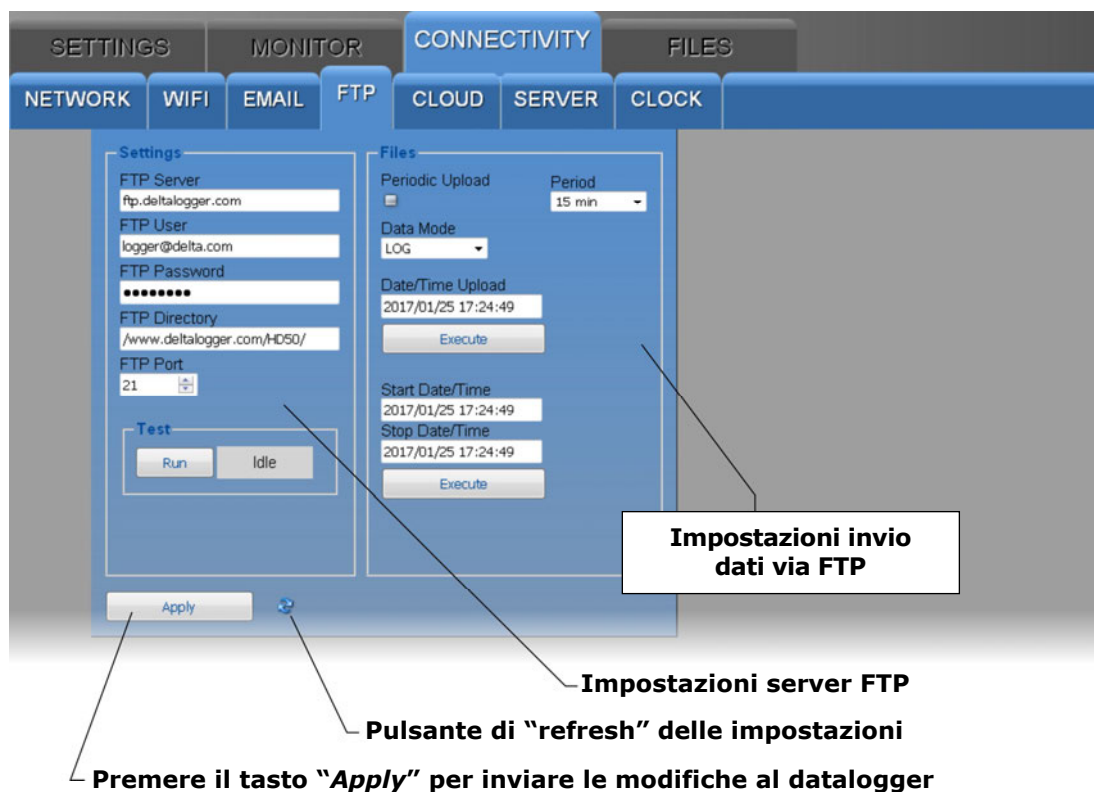 SETTINGS MONITOR CONNECTIVITY FILES
NETWORK WIFI EMAIL FTP CLOUD SERVER CLOCK
Settings
FTP Server
ftp.deltalogger.com
FTP User
logger@delta.com
FTP Password
••••••••
FTP Directory
/www.deltalogger.com/HD50/
FTP Port
21
Test
Run Idle
Files
Periodic Upload Period
15 min
Data Mode
LOG
Date/Time Upload
2017/01/25 17:24:49
Execute
Start Date/Time
2017/01/25 17:24:49
Stop Date/Time
2017/01/25 17:24:49
Execute
Apply
Impostazioni invio
dati via FTP
Impostazioni server FTP
Pulsante di “refresh” delle impostazioni
Premere il tasto “Apply” per inviare le modifiche al datalogger